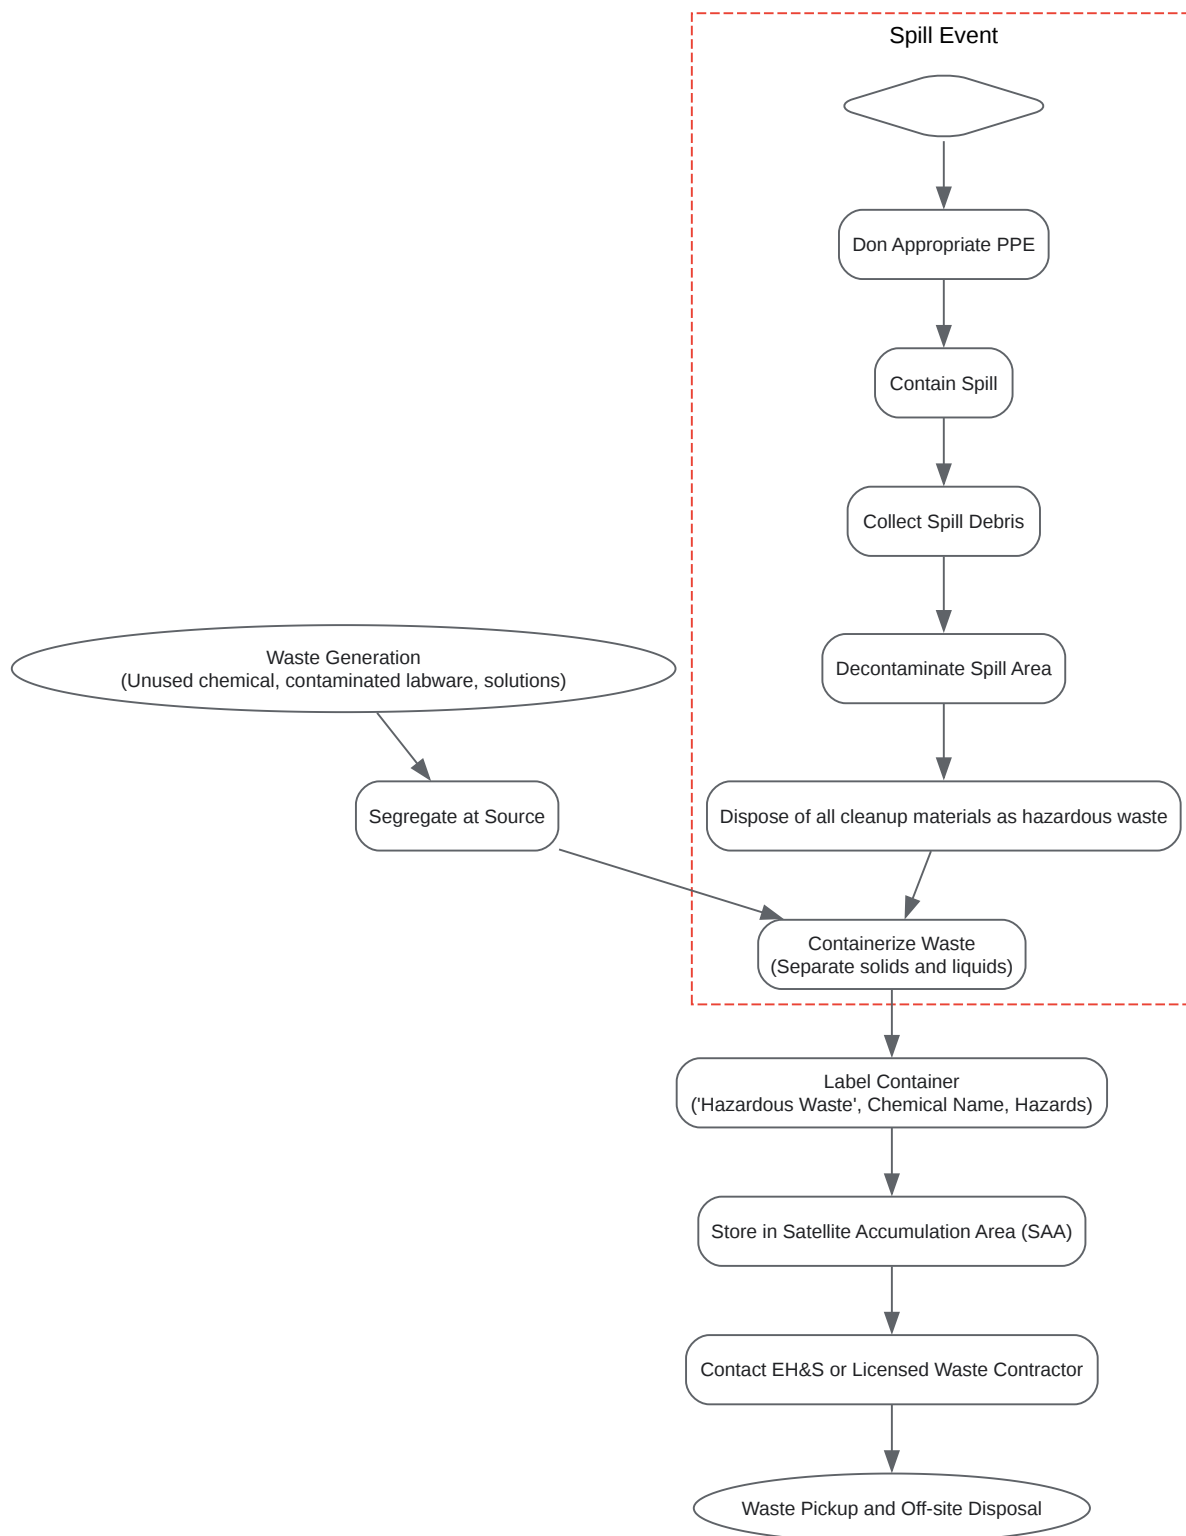 Spill Event
Don Appropriate PPE
Contain Spill
Collect Spill Debris
Decontaminate Spill Area
Waste Generation
(Unused chemical, contaminated labware, solutions)
Segregate at Source
Dispose of all cleanup materials as hazardous waste
Containerize Waste
(Separate solids and liquids)
Label Container
('Hazardous Waste', Chemical Name, Hazards)
Store in Satellite Accumulation Area (SAA)
Contact EH&S or Licensed Waste Contractor
Waste Pickup and Off-site Disposal